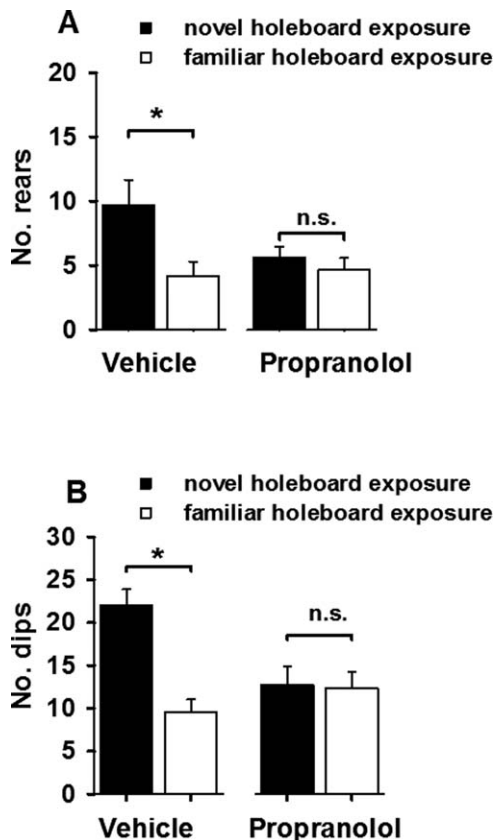 A
novel holeboard exposure
familiar holeboard exposure
No. rears
20
15
10
5
0
*
n.s.
Vehicle Propranolol
B
novel holeboard exposure
familiar holeboard exposure
No. dips
30
25
20
15
10
5
0
*
n.s.
Vehicle Propranolol